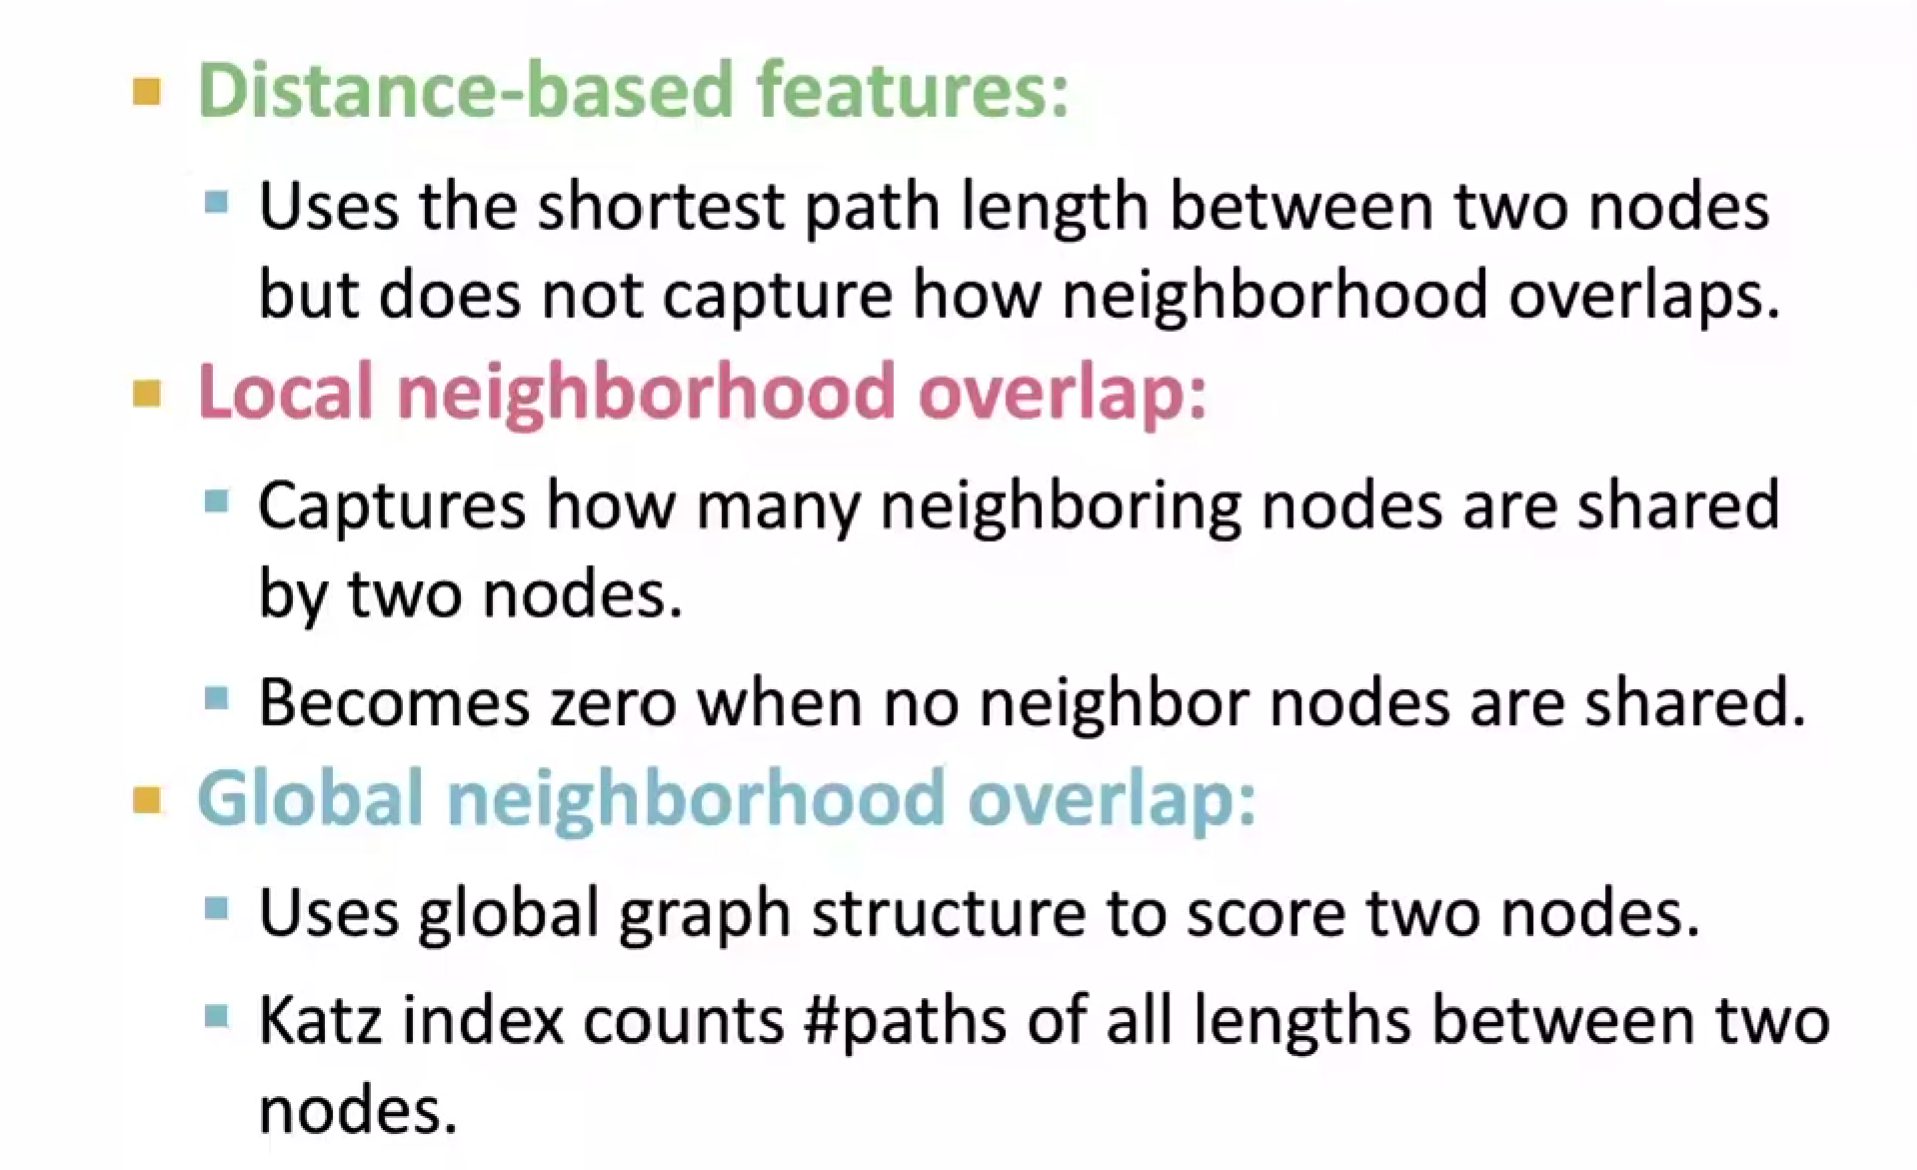 Distance-based features:
Uses the shortest path length between two nodes
but does not capture how neighborhood overlaps.
Local neighborhood overlap:
Captures how many neighboring nodes are shared
by two nodes.
Becomes zero when no neighbor nodes are shared.
Global neighborhood overlap:
Uses global graph structure to score two nodes.
Katz index counts #paths of all lengths between two
nodes.